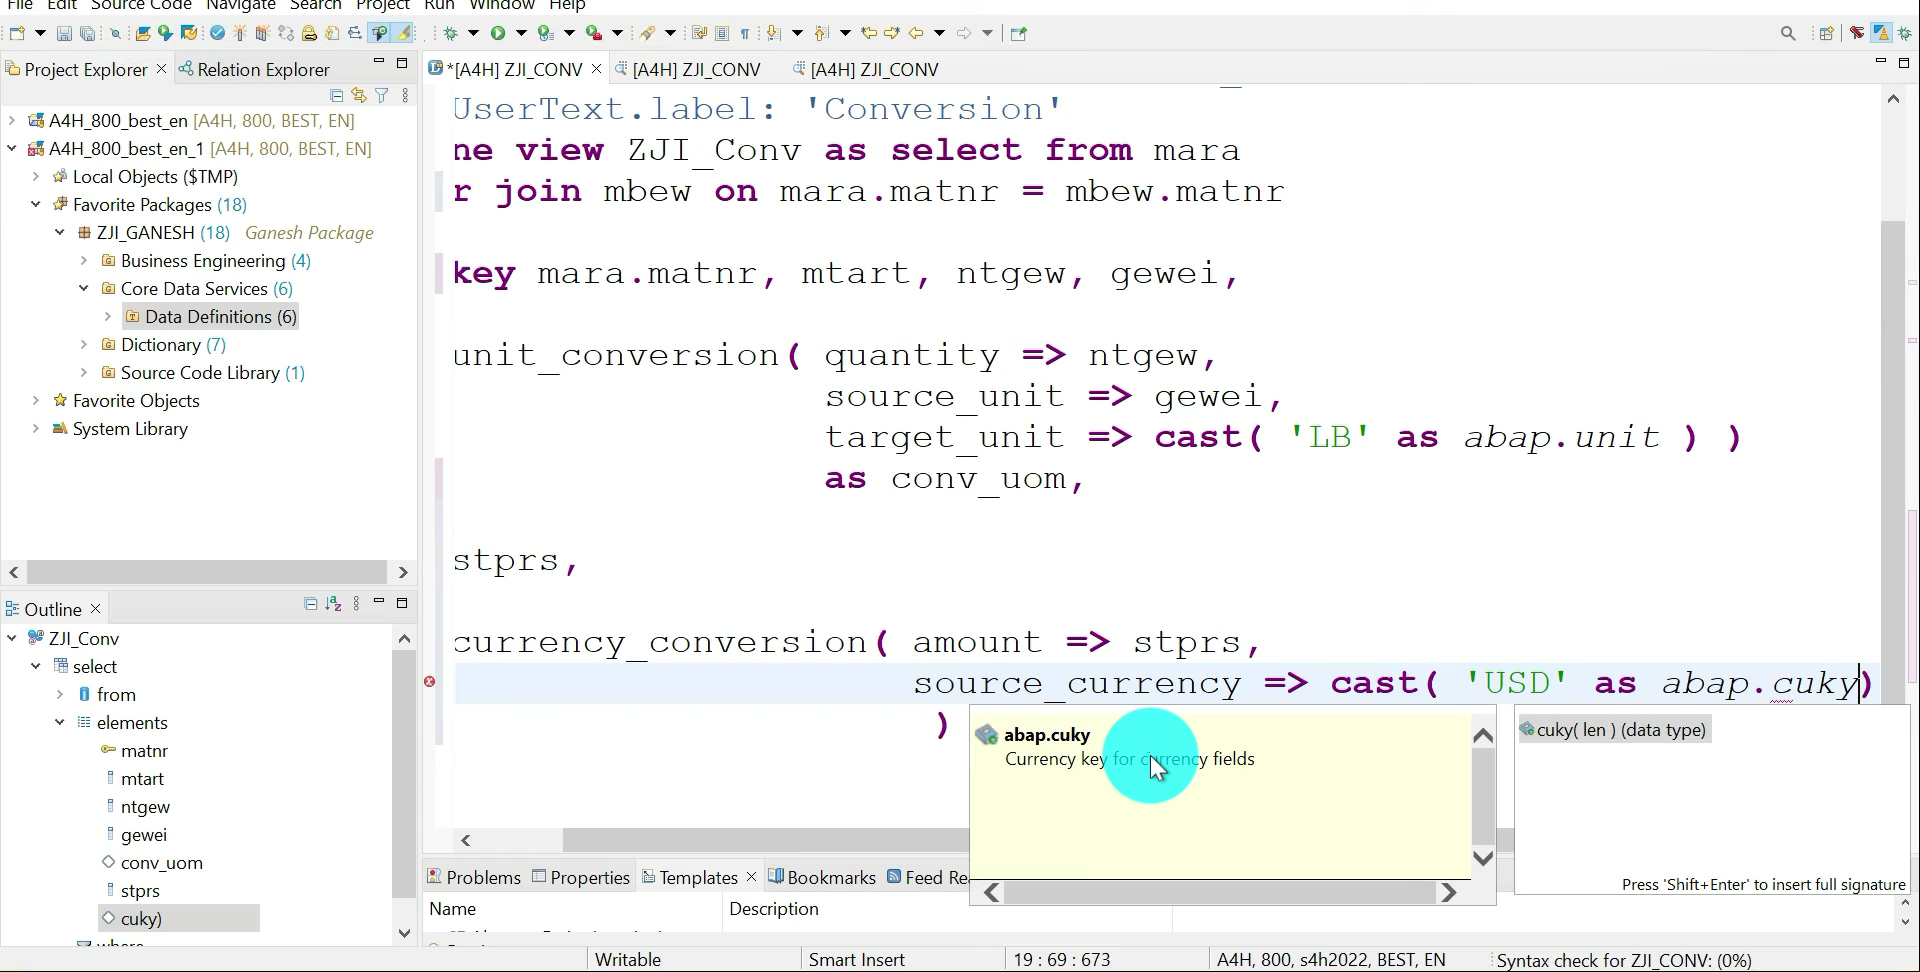 File Edit Source Code Navigate Search Project Run Window Help
Project Explorer
Relation Explorer
*[A4H] ZJI_CONV
[A4H] ZJI_CONV
[A4H] ZJI_CONV
A4H_800_best_en [A4H, 800, BEST, EN]
A4H_800_best_en_1 [A4H, 800, BEST, EN]
Local Objects ($TMP)
Favorite Packages (18)
ZJI_GANESH (18) Ganesh Package
Business Engineering (4)
Core Data Services (6)
Data Definitions (6)
Dictionary (7)
Source Code Library (1)
Favorite Objects
System Library
Outline
ZJI_Conv
select
from
elements
matnr
mtart
ntgew
gewei
conv_uom
stprs
cuky)
where
UserText.label: 'Conversion'
ne view ZJI_Conv as select from mara
r join mbew on mara.matnr = mbew.matnr
key mara.matnr, mtart, ntgew, gewei,
unit_conversion( quantity => ntgew,
source_unit => gewei,
target_unit => cast( 'LB' as abap.unit ) )
as conv_uom,
stprs,
currency_conversion( amount => stprs,
source_currency => cast( 'USD' as abap.cuky)
)
abap.cuky
Currency key for currency fields
cuky( len ) (data type)
Press 'Shift+Enter' to insert full signature
Problems
Properties
Templates
Bookmarks
Feed Re
Name
Description
Writable
Smart Insert
19 : 69 : 673
A4H, 800, s4h2022, BEST, EN
Syntax check for ZJI_CONV: (0%)